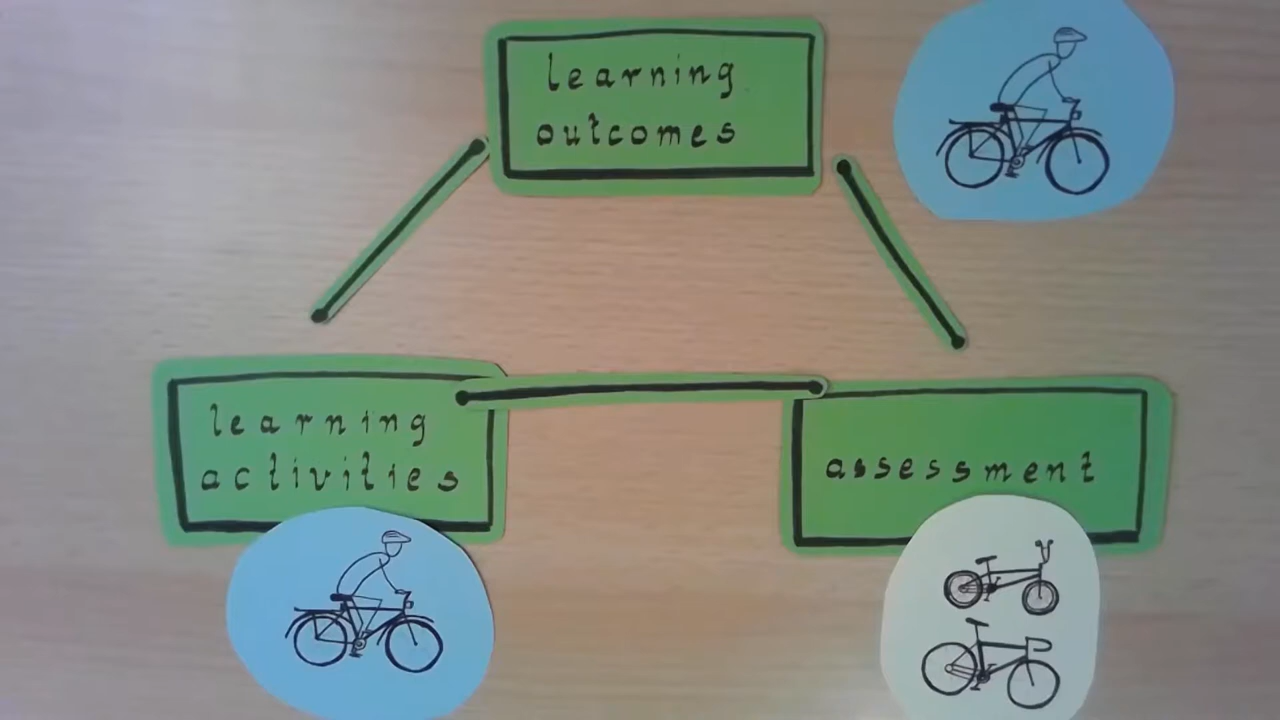 learning
outcomes
learning
activities
assessment